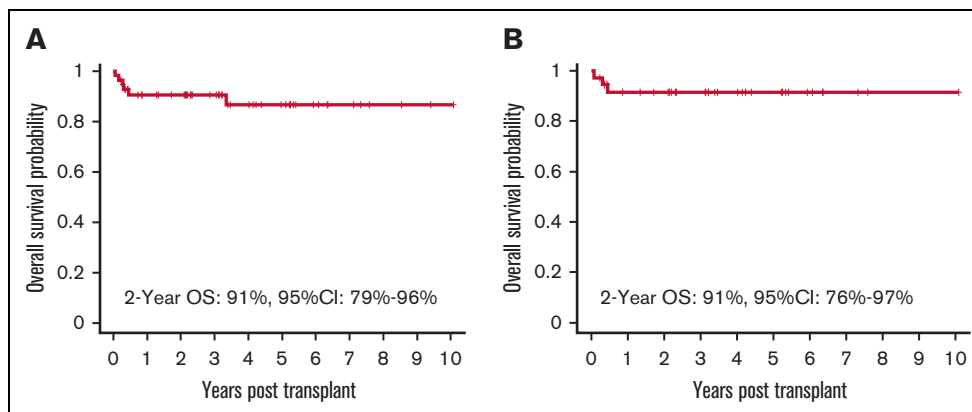 A
Overall survival probability
1
0.8
0.6
0.4
0.2
0
2-Year OS: 91%, 95%CI: 79%-96%
0 1 2 3 4 5 6 7 8 9 10
Years post transplant
B
Overall survival probability
1
0.8
0.6
0.4
0.2
0
2-Year OS: 91%, 95%CI: 76%-97%
0 1 2 3 4 5 6 7 8 9 10
Years post transplant